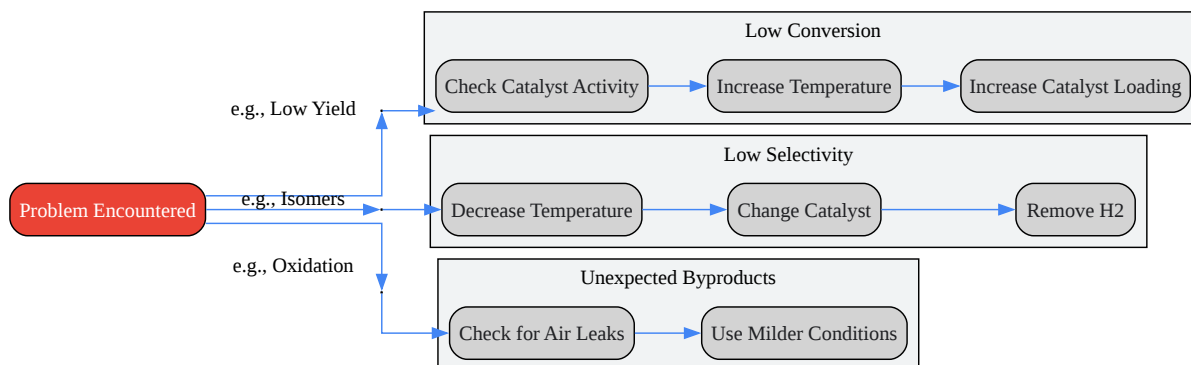 Low Conversion
Check Catalyst Activity
Increase Temperature
Increase Catalyst Loading
e.g., Low Yield
Low Selectivity
Problem Encountered
e.g., Isomers
Decrease Temperature
Change Catalyst
Remove H2
e.g., Oxidation
Unexpected Byproducts
Check for Air Leaks
Use Milder Conditions